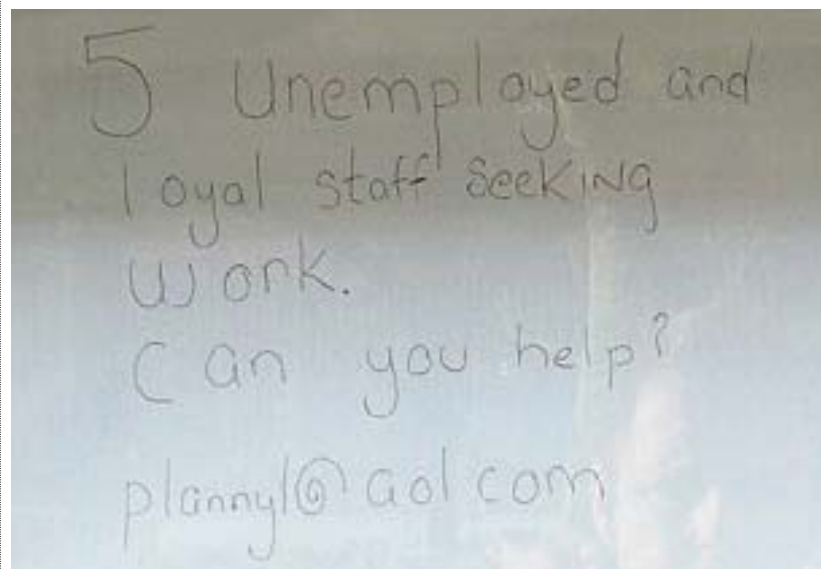 5 Unemployed and
loyal staff seeking
Work.
Can you help?
plannyl@aol com